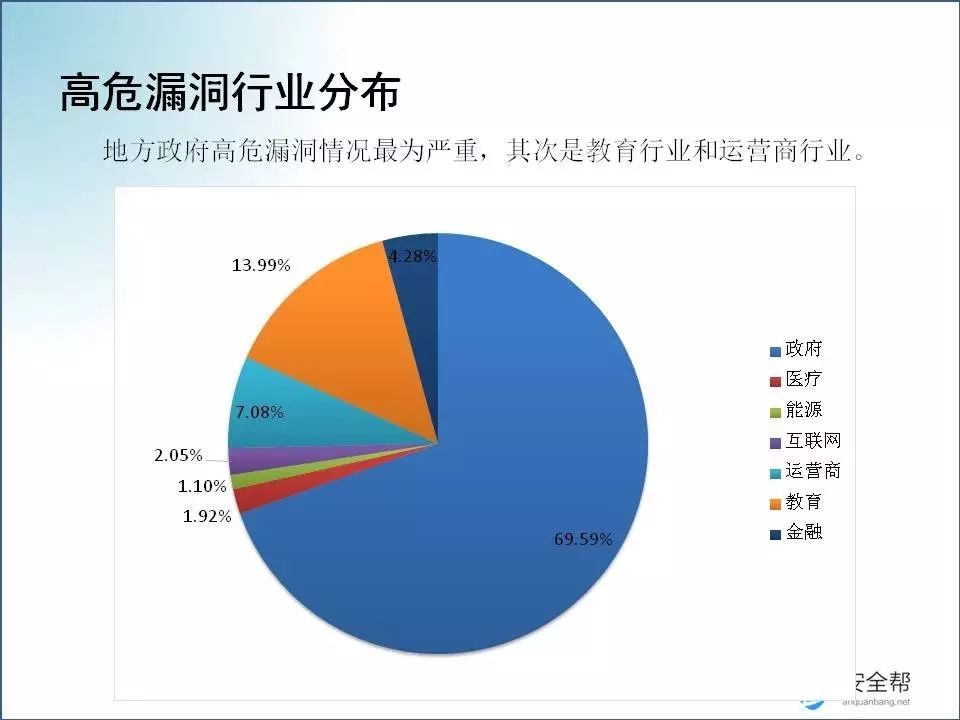 高危漏洞行业分布
地方政府高危漏洞情况最为严重，其次是教育行业和运营商行业。
4.28%
13.99%
7.08%
2.05%
1.10%
1.92%
69.59%
政府
医疗
能源
互联网
运营商
教育
金融
安全帮
anquanbang.net